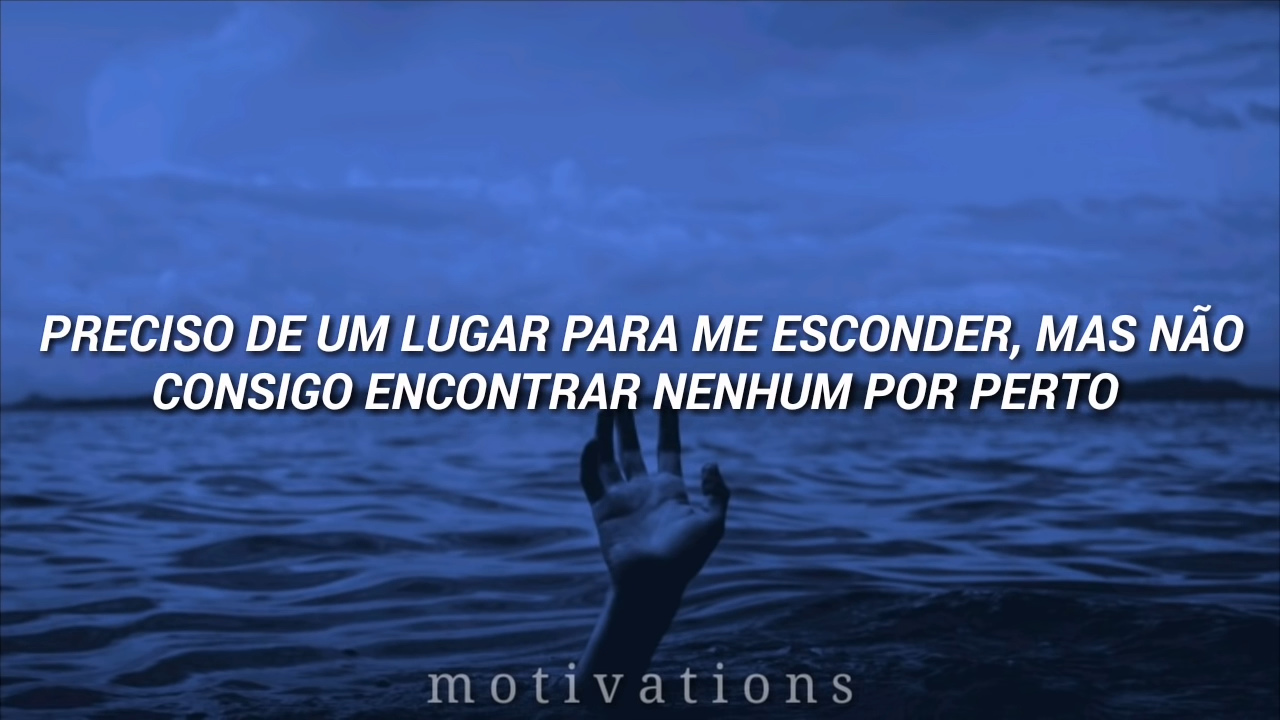 PRECISO DE UM LUGAR PARA ME ESCONDER, MAS NÃO
CONSIGO ENCONTRAR NENHUM POR PERTO
motivations